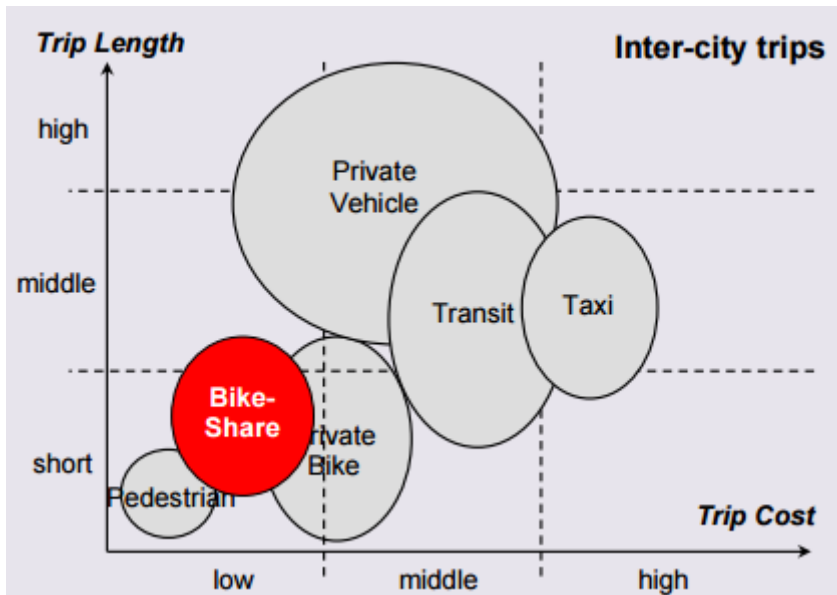 Trip Length
Inter-city trips
high
Private
Vehicle
middle
Transit
Taxi
Bike-
Share
rivate
Bike
short
Pedestrian
Trip Cost
low
middle
high